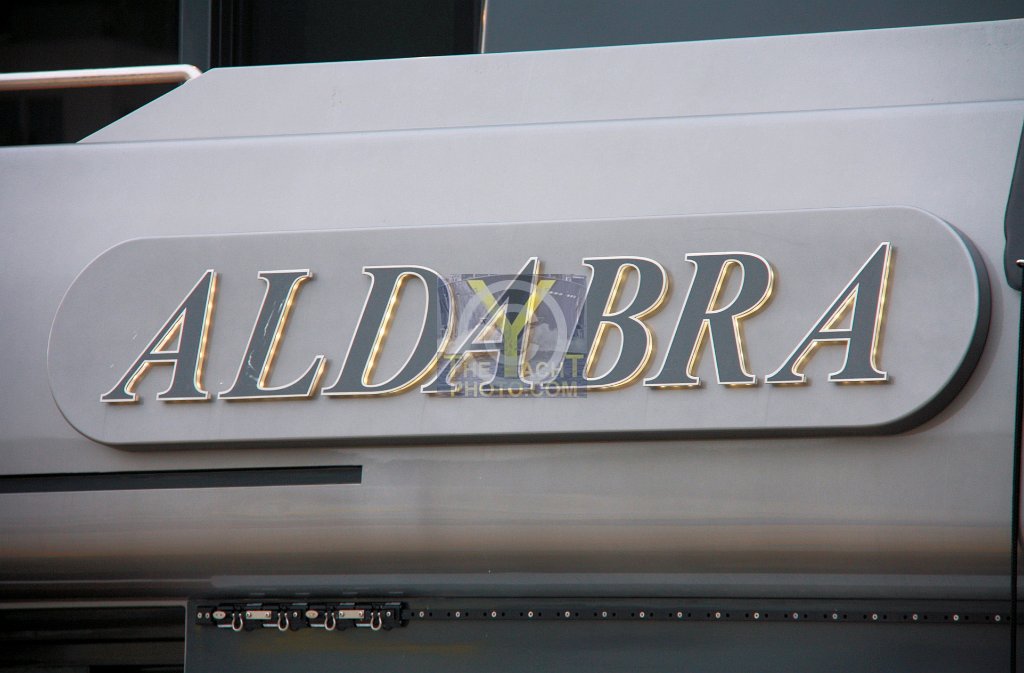 ALDABRA
Y
THE YACHT
PHOTO.COM